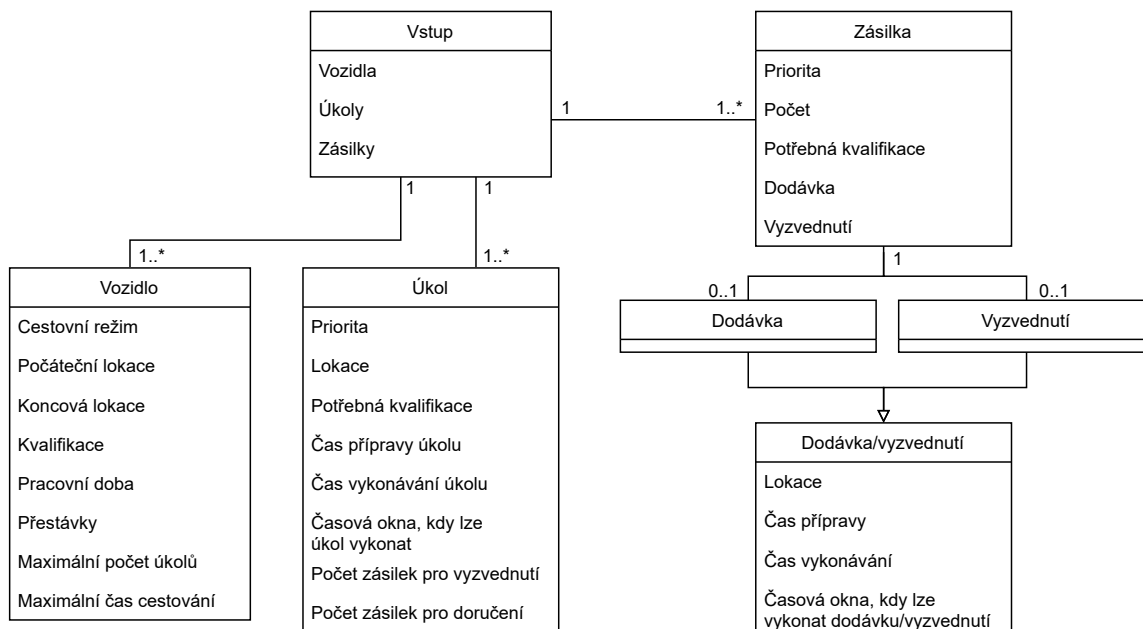 Vstup
Vozidla
Úkoly
Zásilky
1
1..*
Zásilka
Priorita
Počet
Potřebná kvalifikace
Dodávka
Vyzvednutí
1
1
1..*
1..*
1
0..1
0..1
Vozidlo
Cestovní režim
Počáteční lokace
Koncová lokace
Kvalifikace
Pracovní doba
Přestávky
Maximální počet úkolů
Maximální čas cestování
Úkol
Priorita
Lokace
Potřebná kvalifikace
Čas přípravy úkolu
Čas vykonávání úkolu
Časová okna, kdy lze
úkol vykonat
Počet zásilek pro vyzvednutí
Počet zásilek pro doručení
Dodávka
Vyzvednutí
Dodávka/vyzvednutí
Lokace
Čas přípravy
Čas vykonávání
Časová okna, kdy lze
vykonat dodávku/vyzvednutí